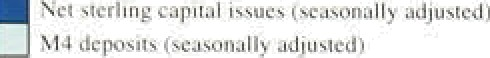 Net sterling capital issues (seasonally adjusted)
M4 deposits (seasonally adjusted)